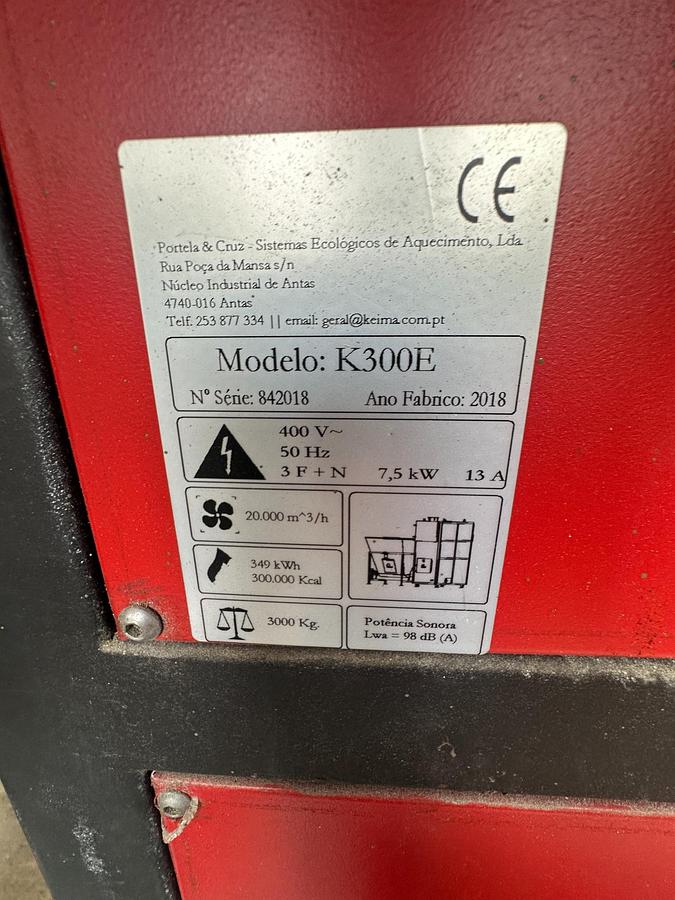 CE
Portela & Cruz - Sistemas Ecológicos de Aquecimento, Lda
Rua Poça da Mansa s/n
Núcleo Industrial de Antas
4740-016 Antas
Telf: 253 877 334 || email: geral@keima.com.pt
Modelo: K300E
Nº Série: 842018 Ano Fabrico: 2018
400 V~
50 Hz
3 F + N 7,5 kW 13 A
20.000 m^3/h
349 kWh
300.000 Kcal
3000 Kg.
Potência Sonora
Lwa = 98 dB (A)